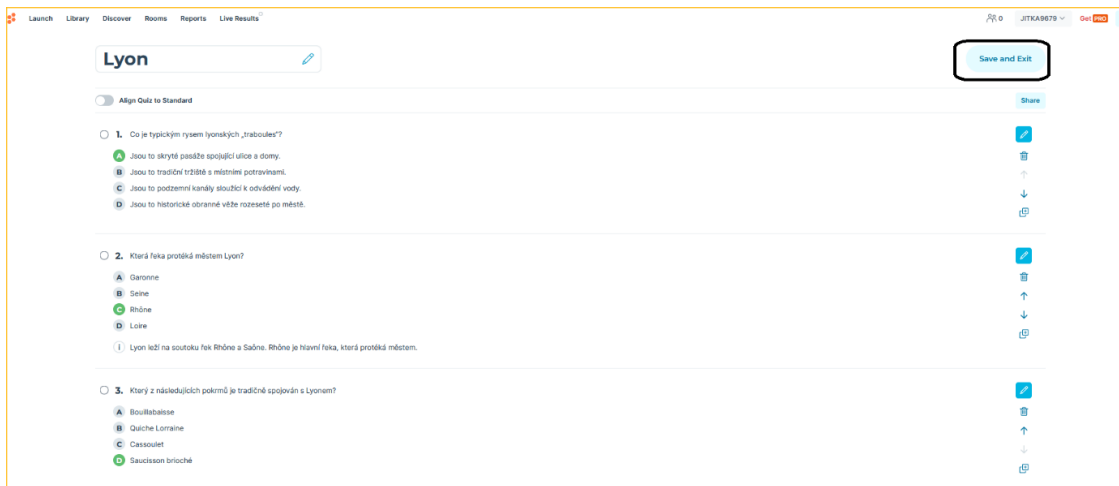 Launch Library Discover Rooms Reports Live Results 0 JITKA9679 Get PRO
Lyon
Save and Exit
Align Quiz to Standard
Share
1. Co je typickým rysem lyonských „traboules“?
A Jsou to skryté pasáže spojující ulice a domy.
B Jsou to tradiční tržiště s místními potravinami.
C Jsou to podzemní kanály sloužící k odvádění vody.
D Jsou to historické obranné věže rozeseté po městě.
2. Která řeka protéká městem Lyon?
A Garonne
B Seine
C Rhône
D Loire
i Lyon leží na soutoku řek Rhône a Saône. Rhône je hlavní řeka, která protéká městem.
3. Který z následujících pokrmů je tradičně spojován s Lyonem?
A Bouillabaisse
B Quiche Lorraine
C Cassoulet
D Saucisson brioché